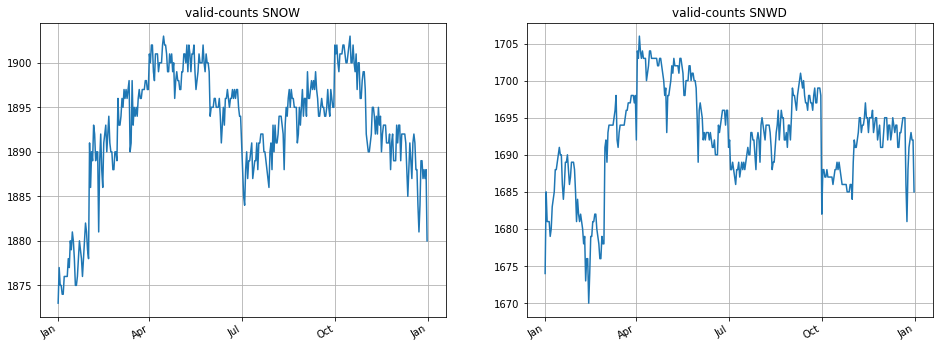 valid-counts SNOW
1900
1895
1890
1885
1880
1875
Jan
Apr
Jul
Oct
Jan
valid-counts SNWD
1705
1700
1695
1690
1685
1680
1675
1670
Jan
Apr
Jul
Oct
Jan